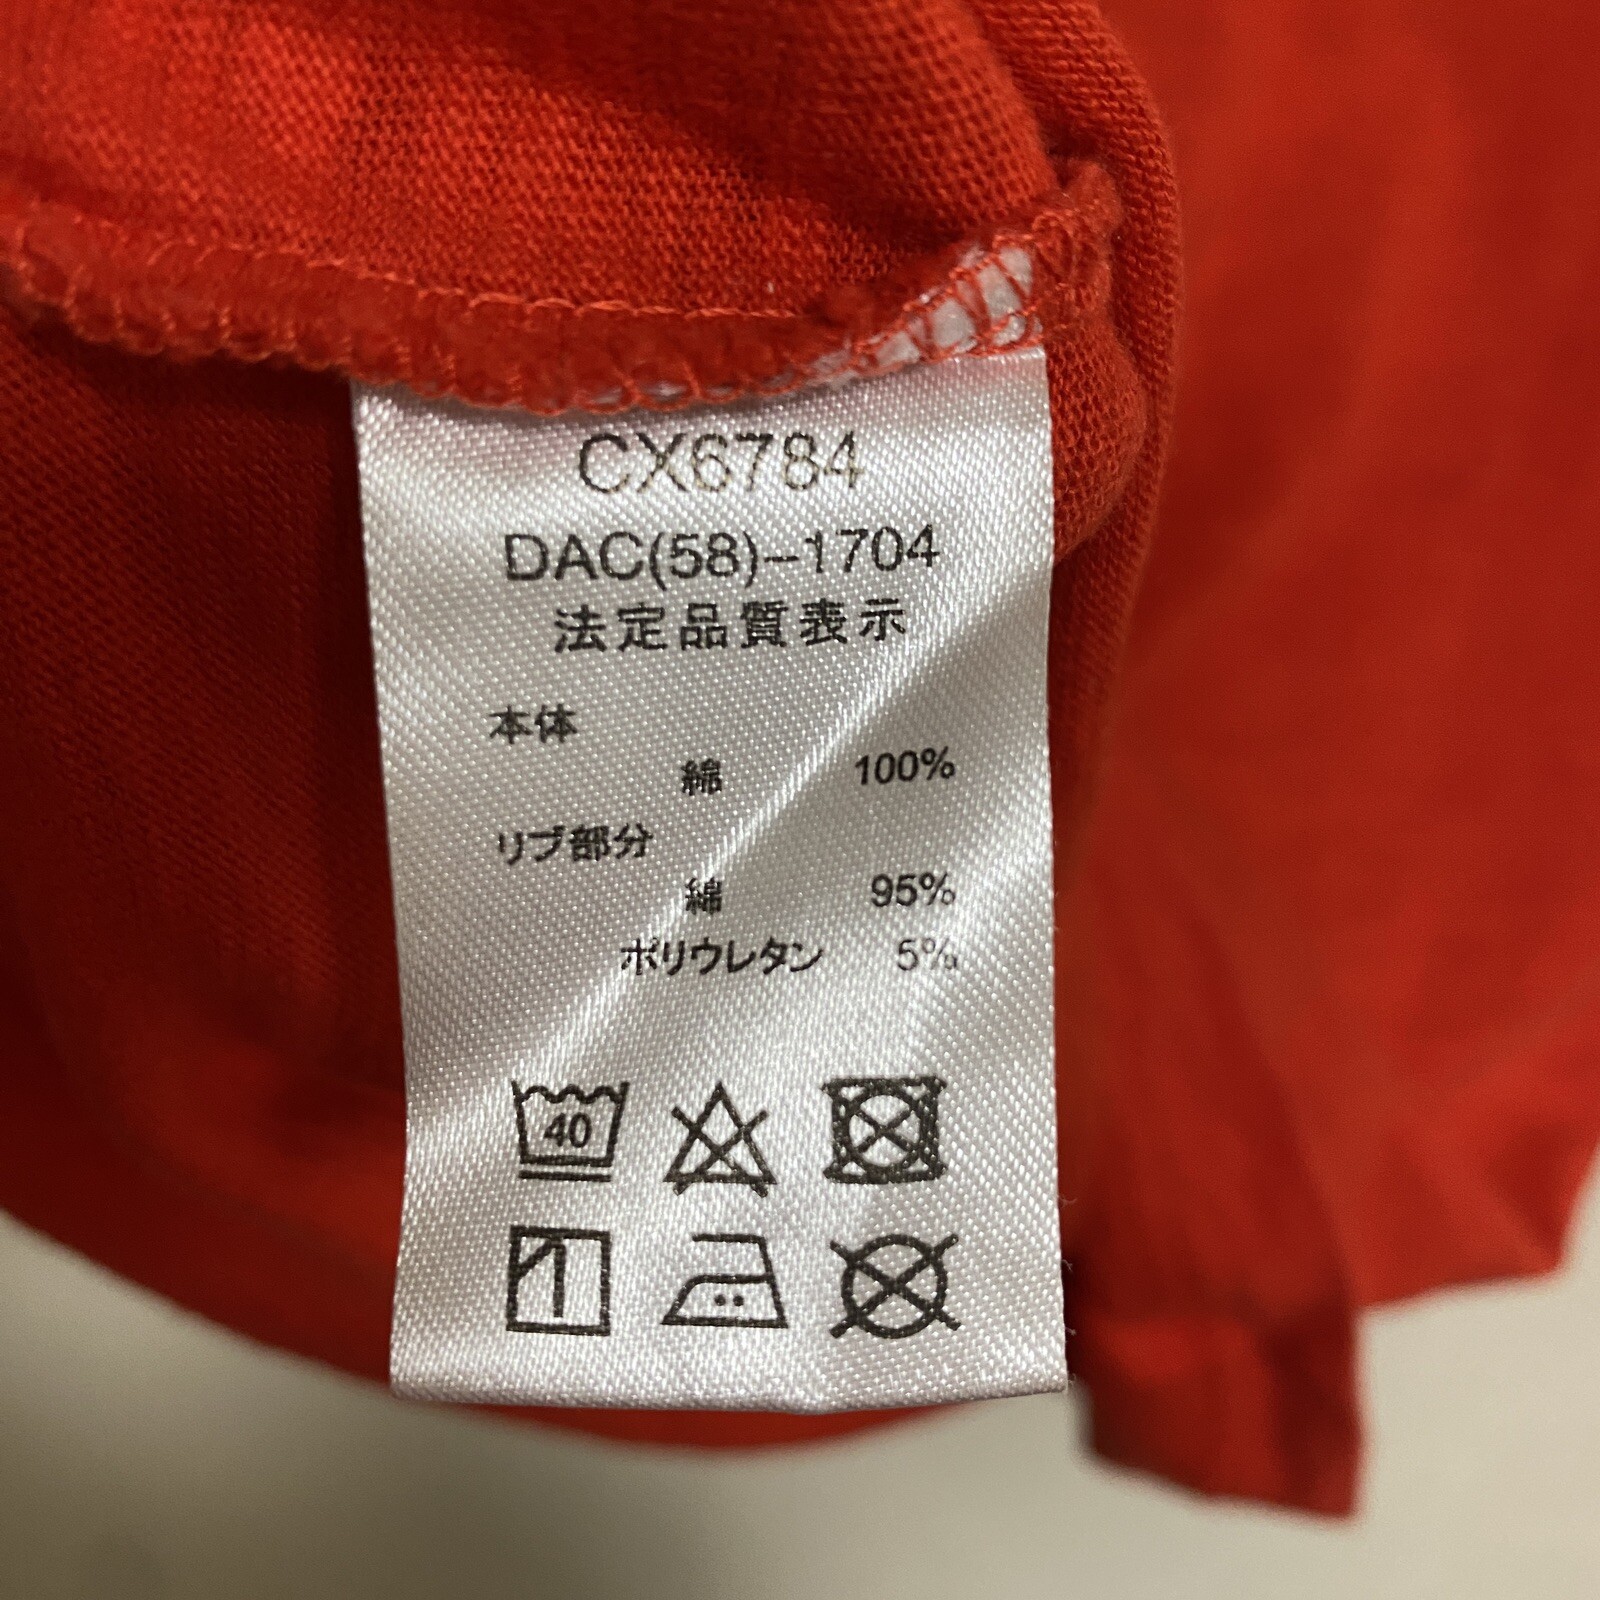 CX6784
DAC(58)-1704
法定品質表示
本体
綿 100%
リブ部分
綿 95%
ポリウレタン 5%
40